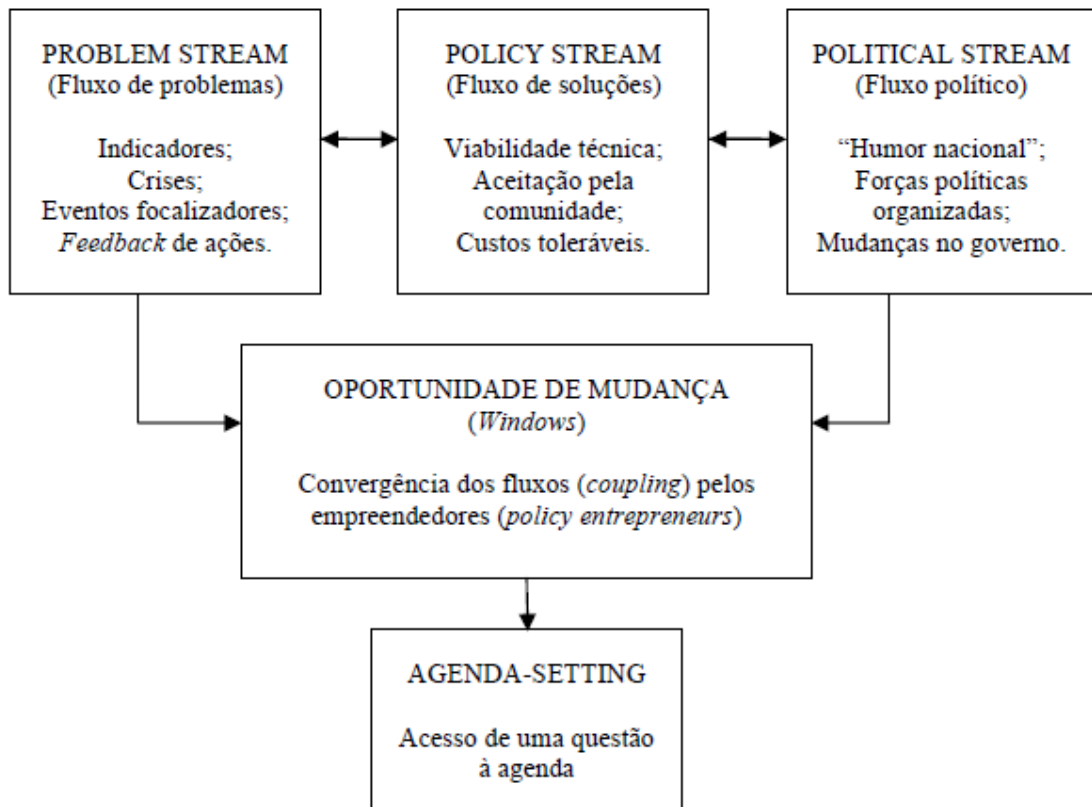 PROBLEM STREAM
(Fluxo de problemas)
Indicadores;
Crises;
Eventos focalizadores;
Feedback de ações.
POLICY STREAM
(Fluxo de soluções)
Viabilidade técnica;
Aceitação pela
comunidade;
Custos toleráveis.
POLITICAL STREAM
(Fluxo político)
“Humor nacional”;
Forças políticas
organizadas;
Mudanças no governo.
OPORTUNIDADE DE MUDANÇA
(Windows)
Convergência dos fluxos (coupling) pelos
empreendedores (policy entrepreneurs)
AGENDA-SETTING
Acesso de uma questão
à agenda